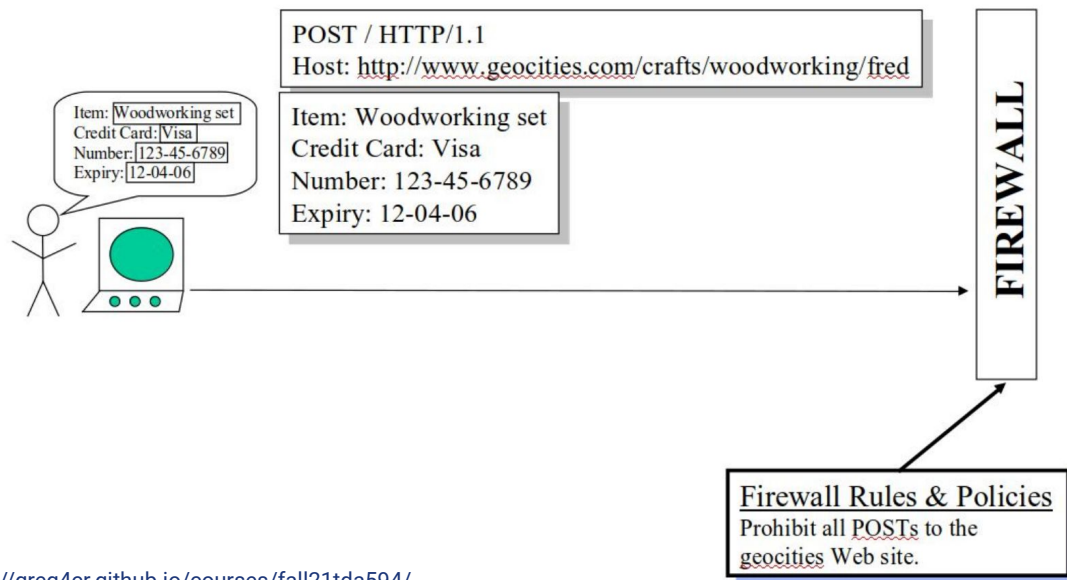 POST / HTTP/1.1
Host: http://www.geocities.com/crafts/woodworking/fred
Item: Woodworking set
Credit Card: Visa
Number: 123-45-6789
Expiry: 12-04-06
Item: Woodworking set
Credit Card: Visa
Number: 123-45-6789
Expiry: 12-04-06
FIREWALL
Firewall Rules & Policies
Prohibit all POSTs to the
geocities Web site.